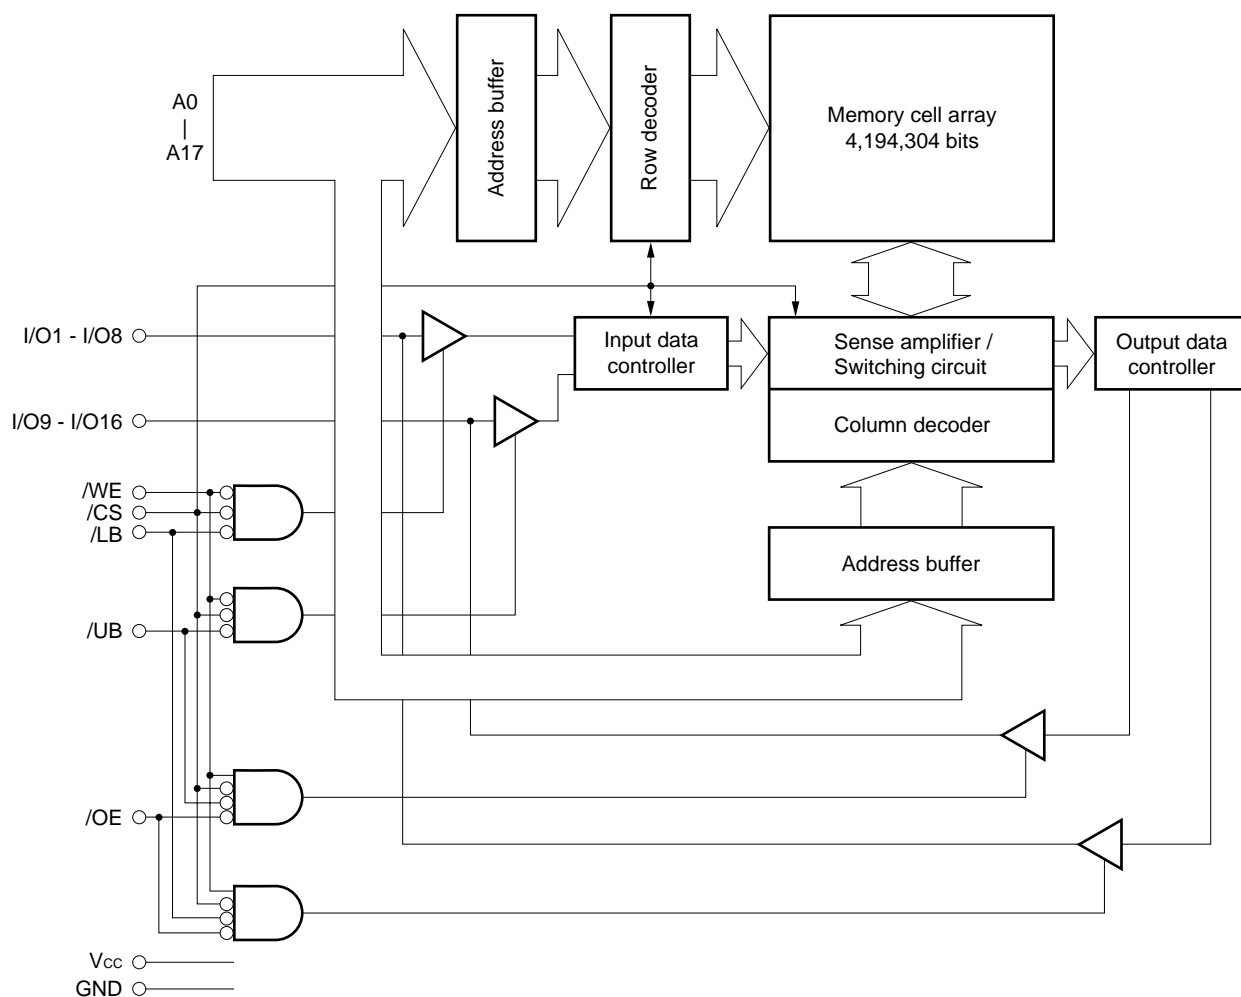 A0
|
A17
Address buffer
Row decoder
Memory cell array
4,194,304 bits
I/O1 - I/O8
Input data
controller
Sense amplifier /
Switching circuit
Output data
controller
I/O9 - I/O16
Column decoder
/WE
/CS
/LB
Address buffer
/UB
/OE
Vcc
GND